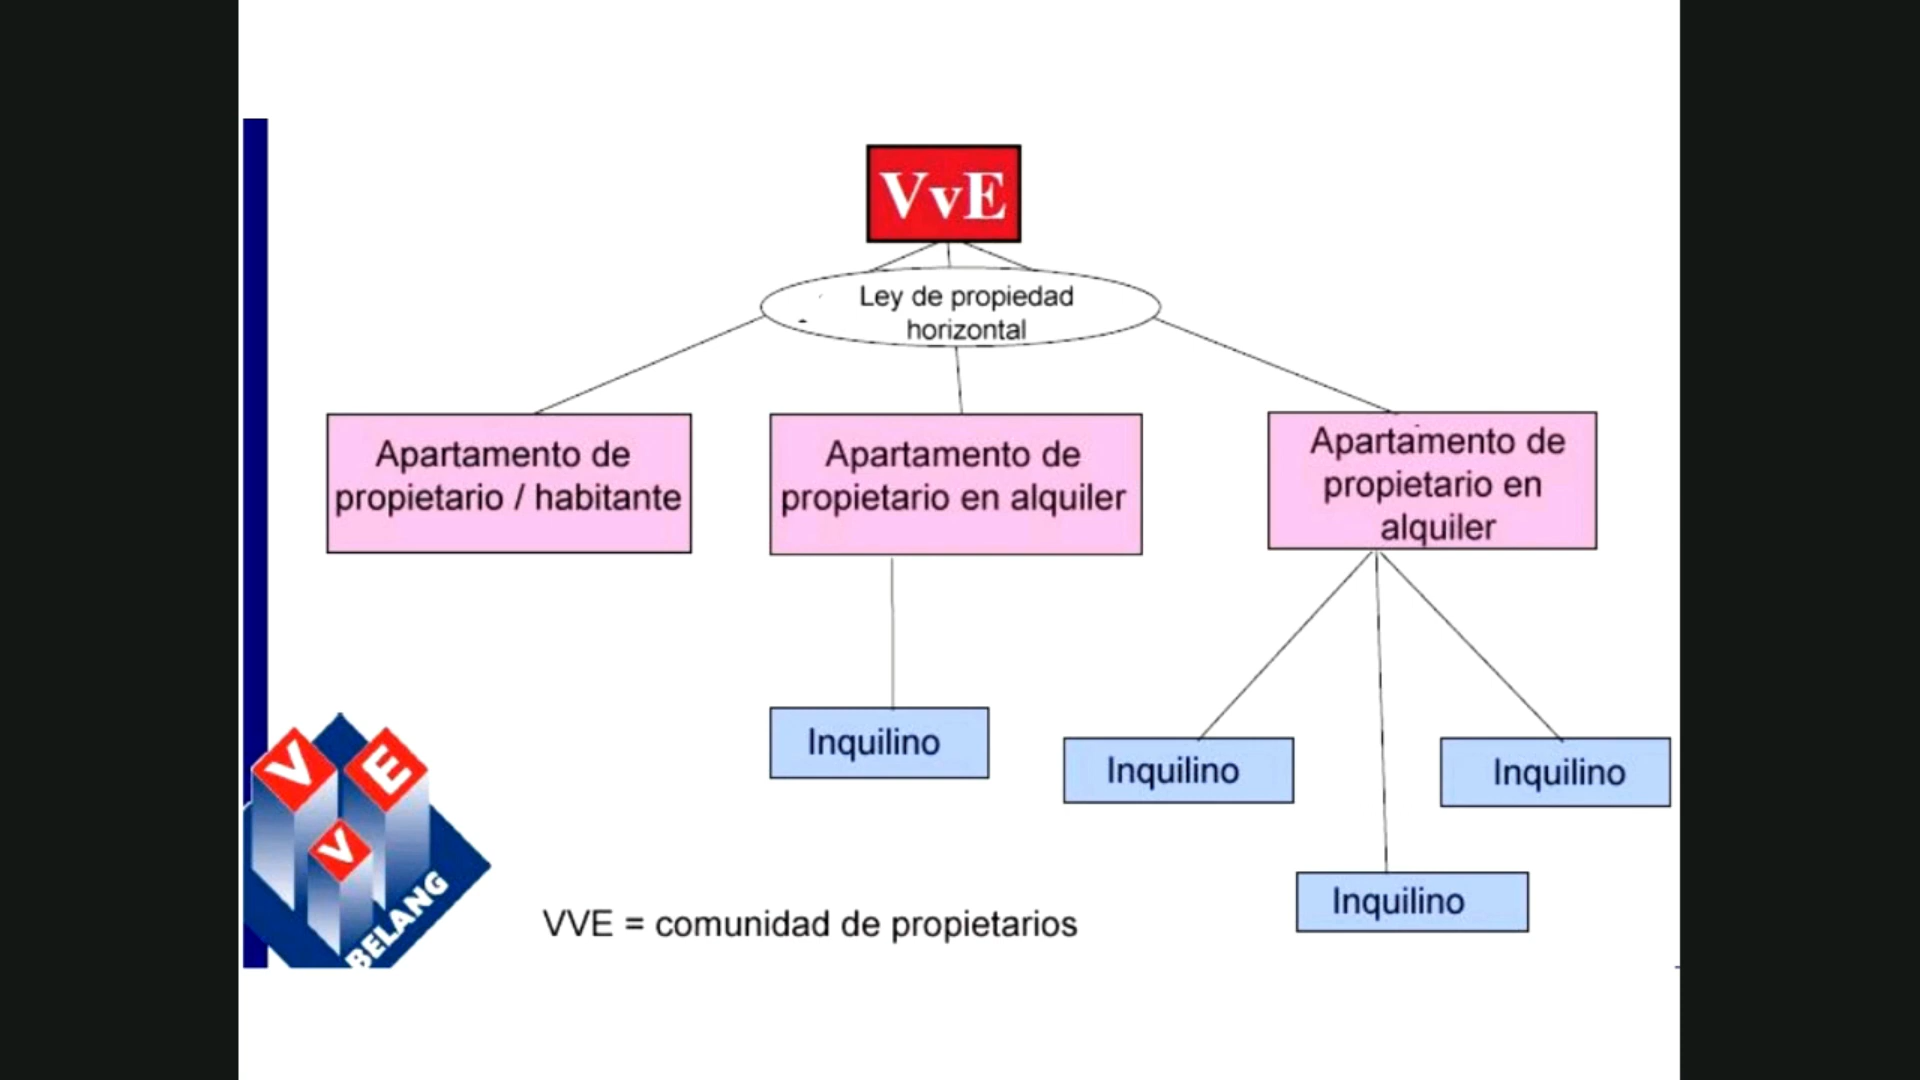 VvE
Ley de propiedad
horizontal
Apartamento de
propietario / habitante
Apartamento de
propietario en alquiler
Apartamento de
propietario en
alquiler
Inquilino
Inquilino
Inquilino
Inquilino
V
E
V
BELANG
VVE = comunidad de propietarios